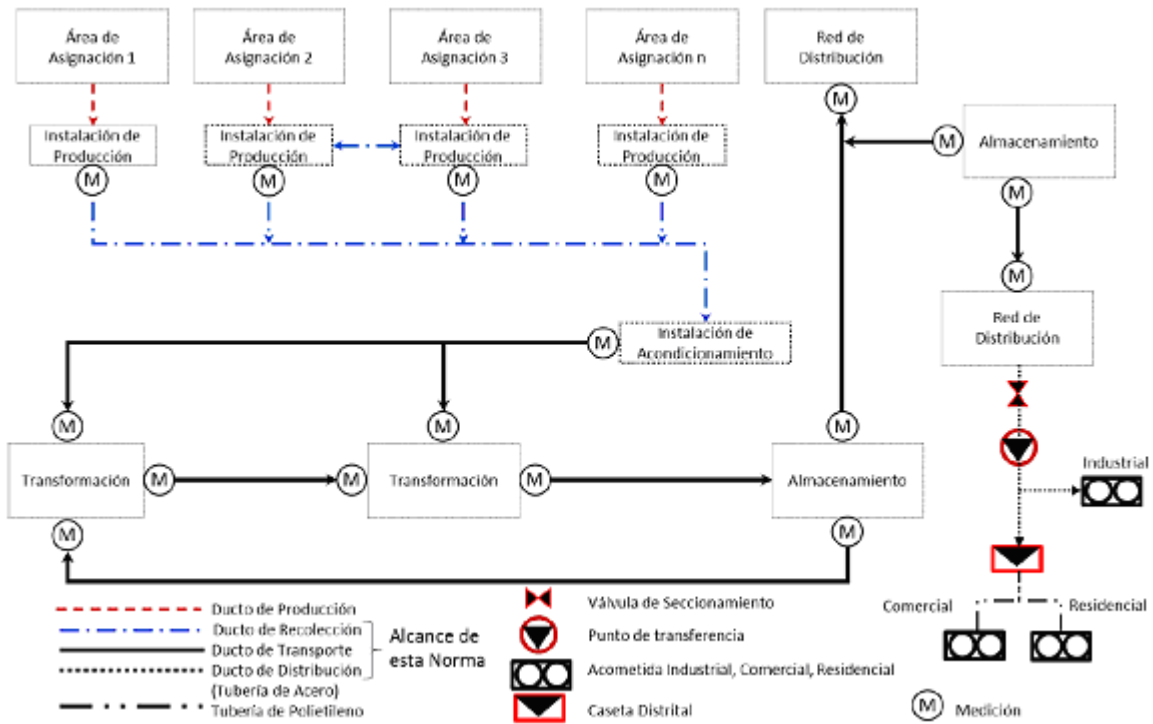 Área de
Asignación 1
Área de
Asignación 2
Área de
Asignación 3
Área de
Asignación n
Red de
Distribución
M
Instalación de
Producción
Instalación de
Producción
Instalación de
Producción
Instalación de
Producción
M
Almacenamiento
M
M
M
M
M
M
Red de
Distribución
Instalación de
Acondicionamiento
M
M
M
M
Transformación
M
M
Transformación
M
Almacenamiento
Industrial
M
M
Comercial
Residencial
Ducto de Producción
Ducto de Recolección
Ducto de Transporte
Ducto de Distribución
(Tubería de Acero)
Tubería de Polietileno
Alcance de
esta Norma
Válvula de Seccionamiento
Punto de transferencia
Acometida Industrial, Comercial, Residencial
Caseta Distrital
M
Medición